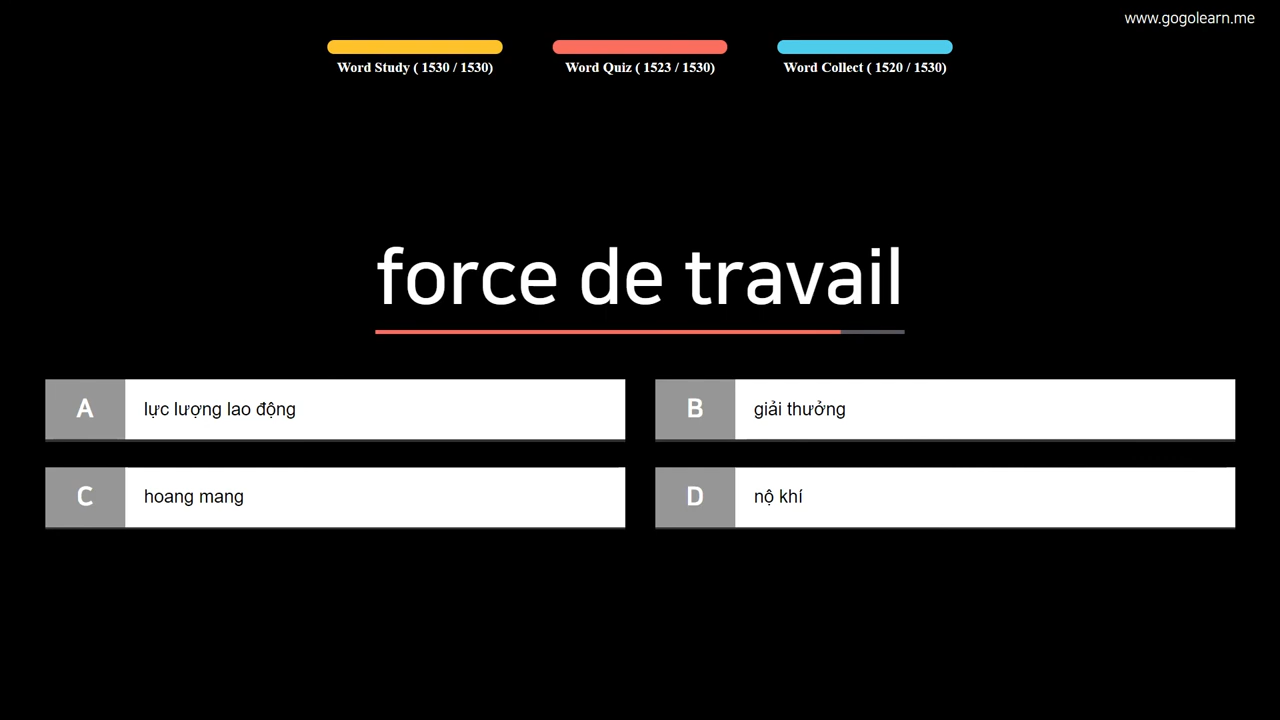 www.gogolearn.me
Word Study ( 1530 / 1530)
Word Quiz ( 1523 / 1530)
Word Collect ( 1520 / 1530)
force de travail
A lực lượng lao động
B giải thưởng
C hoang mang
D nộ khí